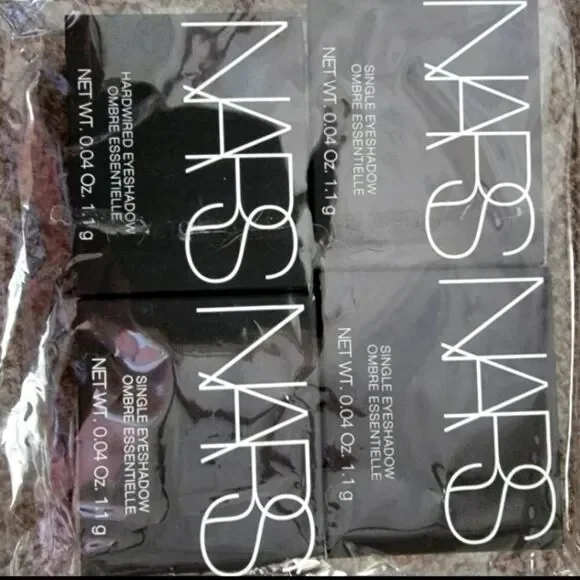 NARS
HARDWIRED EYESHADOW
OMBRE ESSENTIELLE
NET WT. 0.04 Oz. 1.1 g
NARS
SINGLE EYESHADOW
OMBRE ESSENTIELLE
NET WT. 0.04 Oz. 1.1 g
NARS
SINGLE EYESHADOW
OMBRE ESSENTIELLE
NET WT. 0.04 Oz. 1.1 g
NARS
SINGLE EYESHADOW
OMBRE ESSENTIELLE
NET WT. 0.04 Oz. 1.1 g